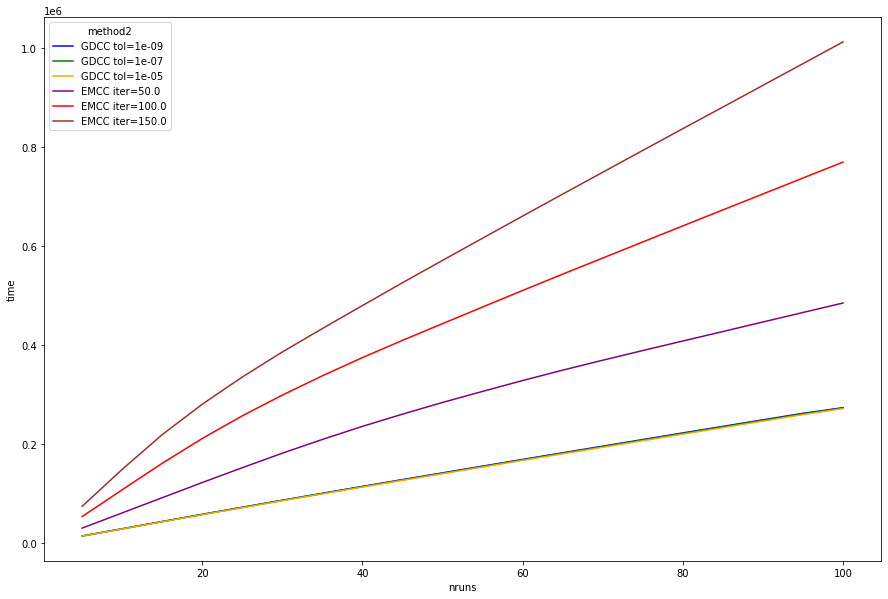 1e6
method2
GDCC tol=1e-09
GDCC tol=1e-07
GDCC tol=1e-05
EMCC iter=50.0
EMCC iter=100.0
EMCC iter=150.0
1.0
0.8
0.6
0.4
0.2
0.0
time
20 40 60 80 100
nruns